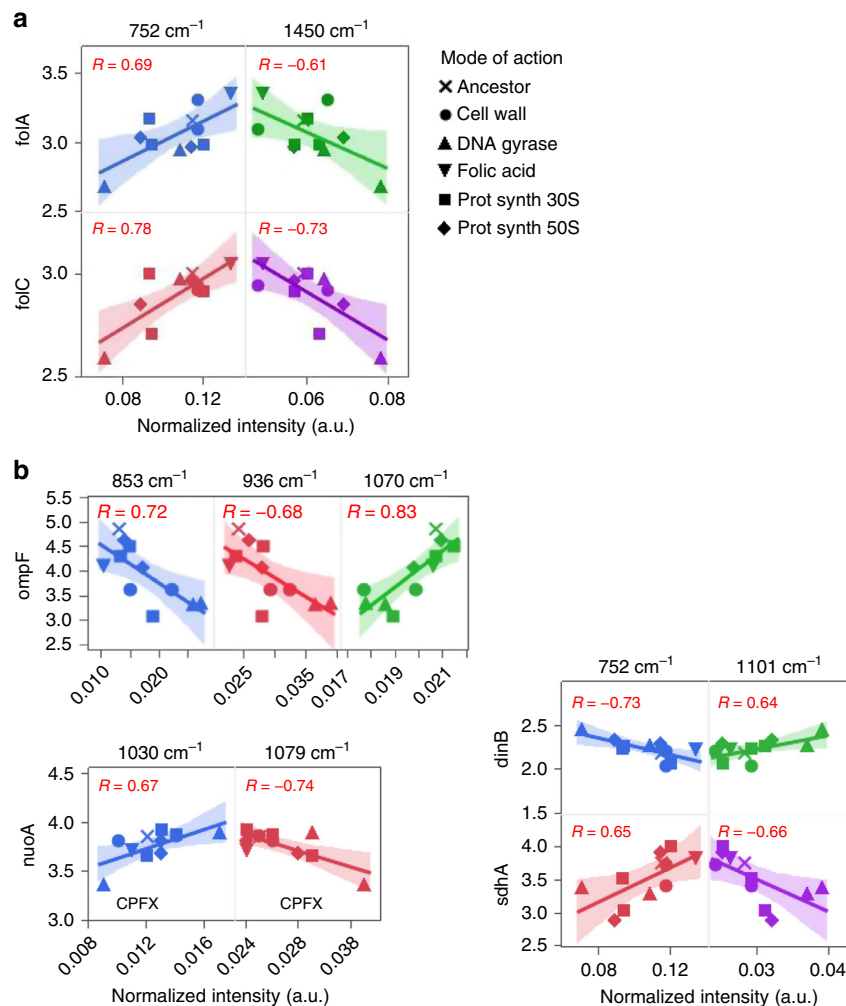 a
752 cm⁻¹
1450 cm⁻¹
R = 0.69
R = −0.61
3.5
3.0
2.5
folA
R = 0.78
R = −0.73
3.0
2.5
folC
0.08
0.12
0.06
0.08
Normalized intensity (a.u.)
Mode of action
Ancestor
Cell wall
DNA gyrase
Folic acid
Prot synth 30S
Prot synth 50S
b
853 cm⁻¹
936 cm⁻¹
1070 cm⁻¹
R = 0.72
R = −0.68
R = 0.83
5.5
5.0
4.5
4.0
3.5
3.0
2.5
ompF
0.010
0.020
0.025
0.035
0.017
0.019
0.021
1030 cm⁻¹
1079 cm⁻¹
R = 0.67
R = −0.74
4.5
4.0
3.5
3.0
nuoA
CPFX
CPFX
0.008
0.012
0.016
0.024
0.028
0.038
Normalized intensity (a.u.)
752 cm⁻¹
1101 cm⁻¹
R = −0.73
R = 0.64
2.5
2.0
1.5
dinB
R = 0.65
R = −0.66
4.0
3.5
3.0
2.5
sdhA
0.08
0.12
0.03
0.04
Normalized intensity (a.u.)